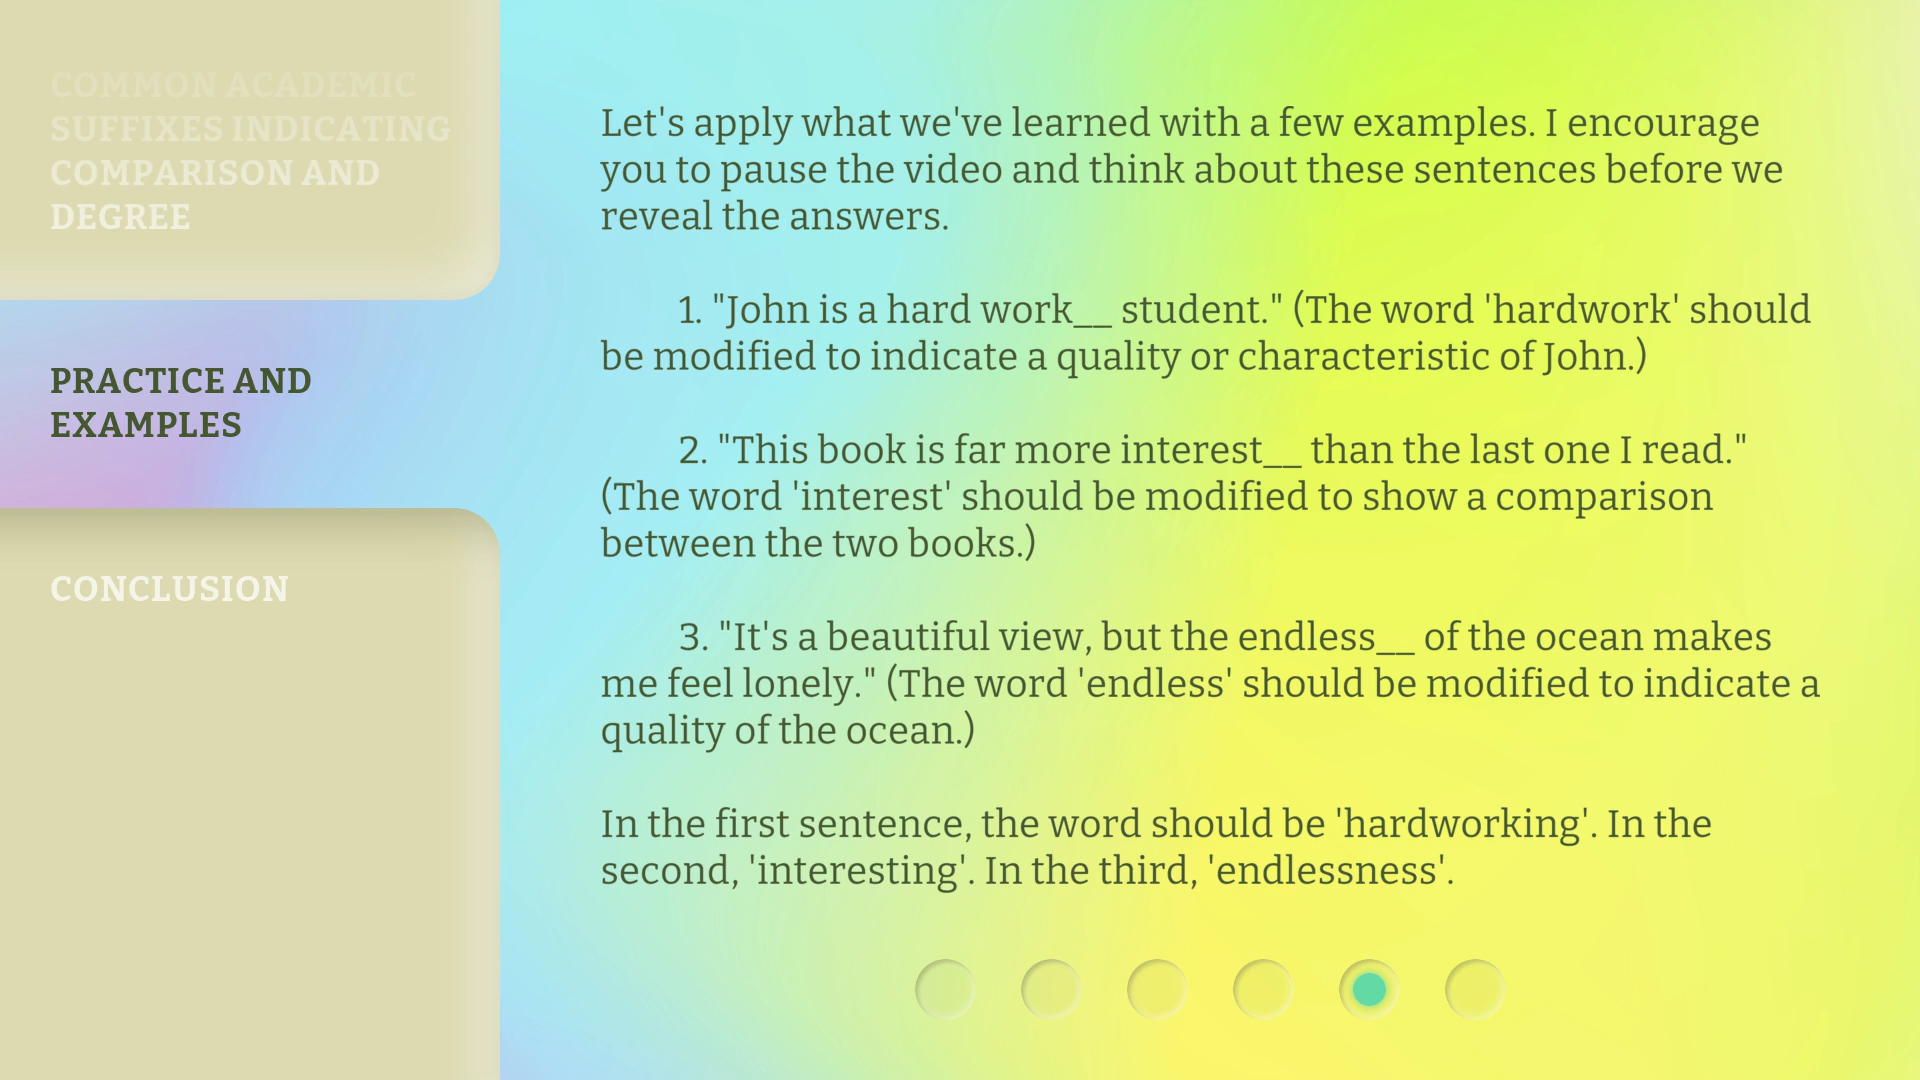 COMMON ACADEMIC
SUFFIXES INDICATING
COMPARISON AND
DEGREE
PRACTICE AND
EXAMPLES
CONCLUSION
Let's apply what we've learned with a few examples. I encourage
you to pause the video and think about these sentences before we
reveal the answers.
1. "John is a hard work__ student." (The word 'hardwork' should
be modified to indicate a quality or characteristic of John.)
2. "This book is far more interest__ than the last one I read."
(The word 'interest' should be modified to show a comparison
between the two books.)
3. "It's a beautiful view, but the endless__ of the ocean makes
me feel lonely." (The word 'endless' should be modified to indicate a
quality of the ocean.)
In the first sentence, the word should be 'hardworking'. In the
second, 'interesting'. In the third, 'endlessness'.